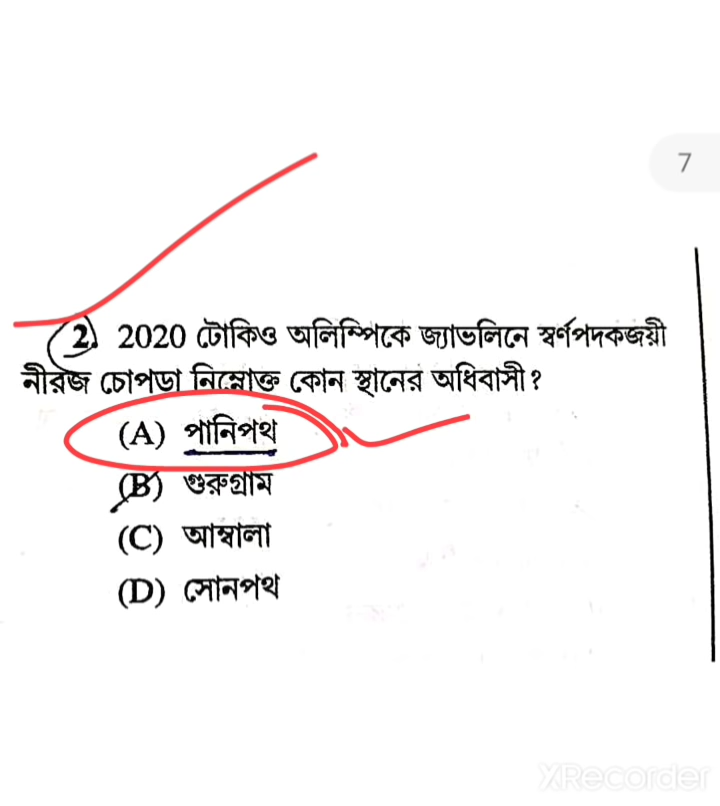 7
2. 2020 টোকিও অলিম্পিকে জ্যাভলিনে স্বর্ণপদকজয়ী
নীরজ চোপড়া নিম্নোক্ত কোন স্থানের অধিবাসী?
(A) পানিপথ
(B) গুরুগ্রাম
(C) আম্বালা
(D) সোনপথ
XRecorder